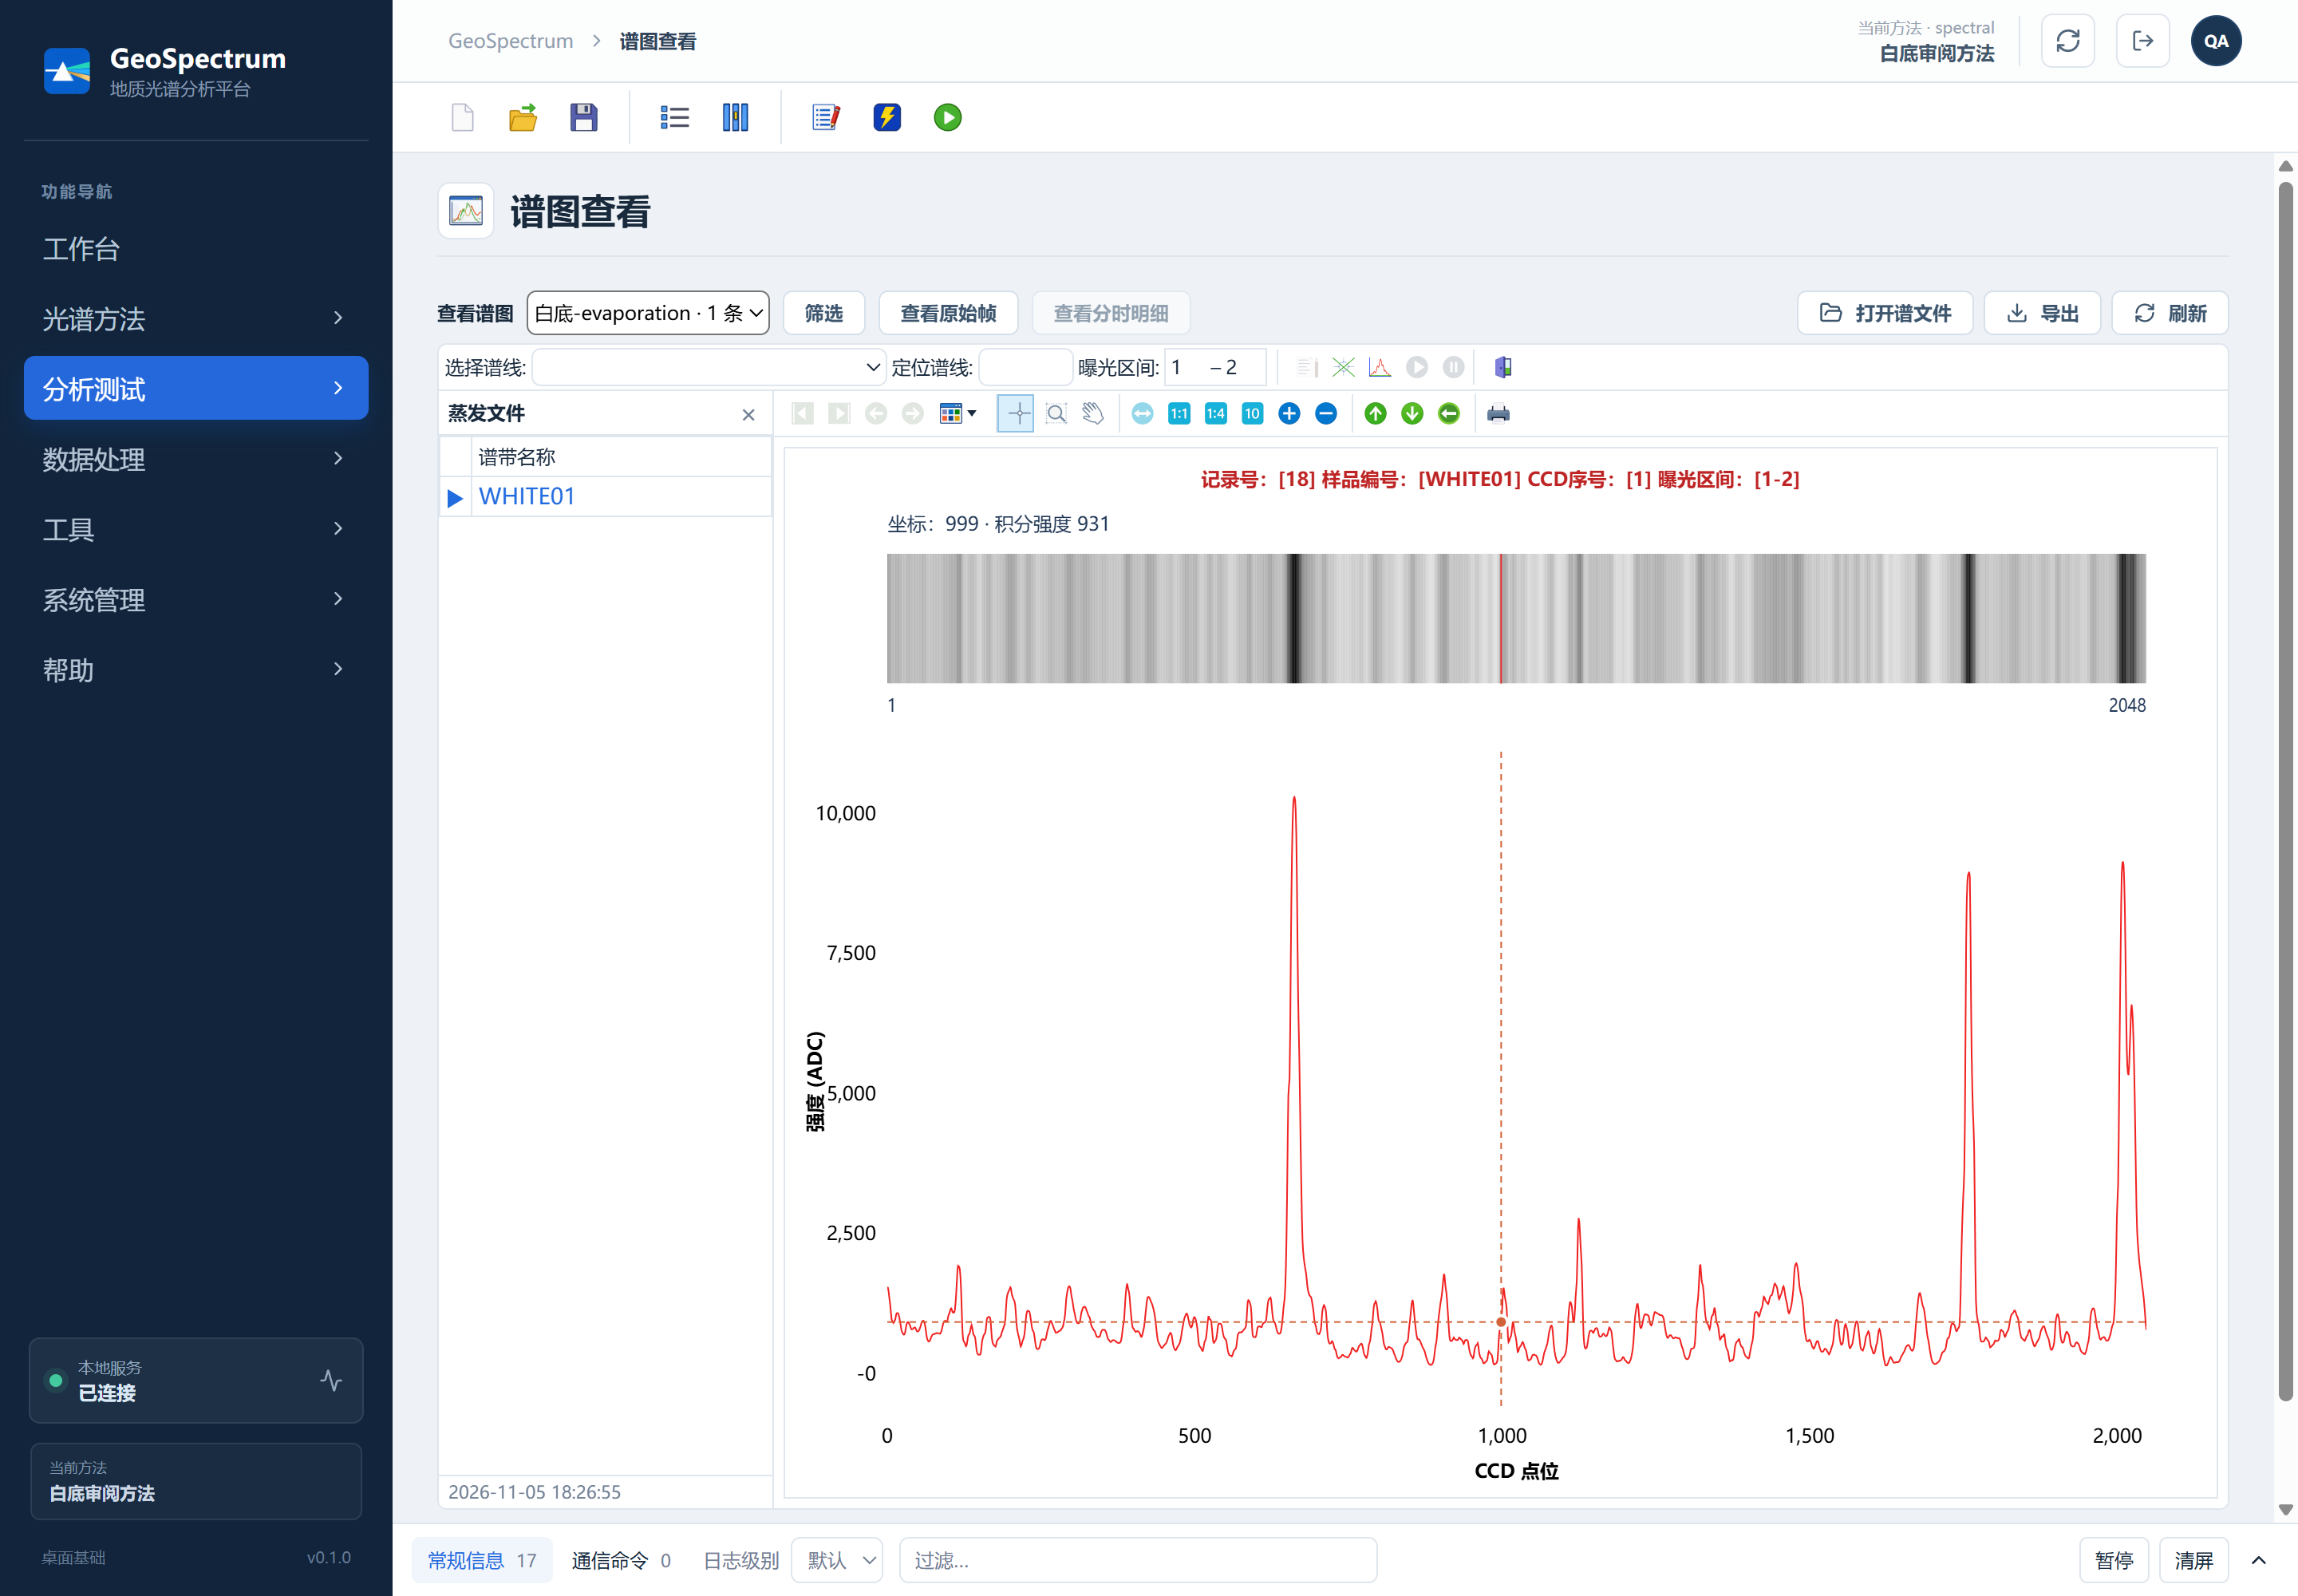 GeoSpectrum
地质光谱分析平台
功能导航
工作台
光谱方法
分析测试
数据处理
工具
系统管理
帮助
本地服务
已连接
当前方法
白底审阅方法
桌面基础 v0.1.0
GeoSpectrum 谱图查看
当前方法 · spectral
白底审阅方法
QA
谱图查看
查看谱图 白底-evaporation · 1 条 筛选 查看原始帧 查看分时明细 打开谱文件 导出 刷新
选择谱线: 定位谱线: 曝光区间: 1 – 2
蒸发文件
1:1 1:4 10
谱带名称
WHITE01
2026-11-05 18:26:55
记录号：[18] 样品编号：[WHITE01] CCD序号：[1] 曝光区间：[1-2]
坐标：999 · 积分强度 931
1 2048
10,000
7,500
5,000
2,500
-0
强度 (ADC)
0 500 1,000 1,500 2,000
CCD 点位
常规信息 17 通信命令 0 日志级别 默认 过滤... 暂停 清屏